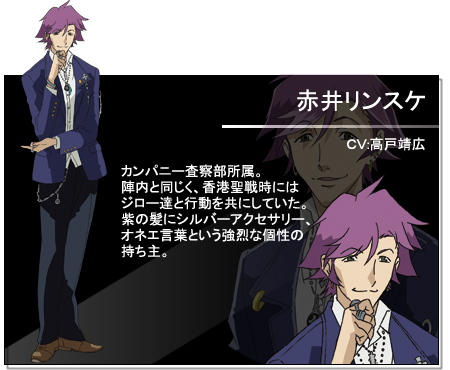 赤井リンスケ
CV:高戸靖広
カンパニー査察部所属。
陣内と同じく、香港聖戦時には
ジロー達と行動を共にしていた。
紫の髪にシルバーアクセサリー、
オネエ言葉という強烈な個性の
持ち主。